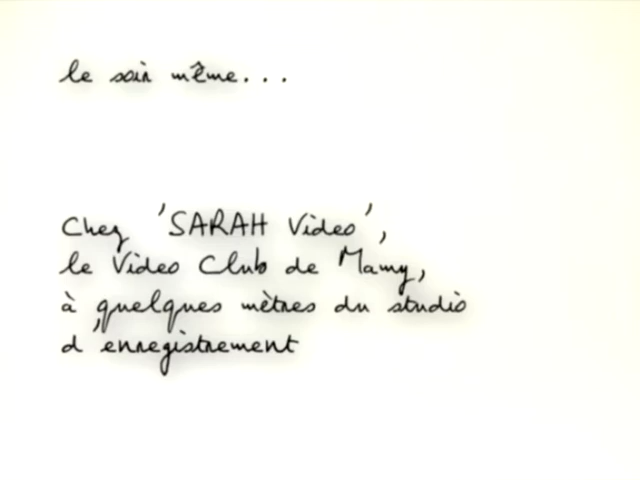 le soir même...
Chez 'SARAH Video',
le Video Club de Mamy,
à quelques mètres du studio
d'enregistrement